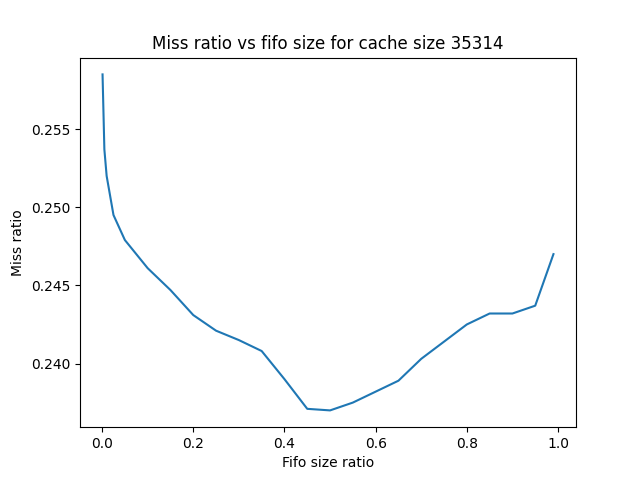 Miss ratio vs fifo size for cache size 35314
0.255
0.250
0.245
0.240
Miss ratio
0.0 0.2 0.4 0.6 0.8 1.0
Fifo size ratio